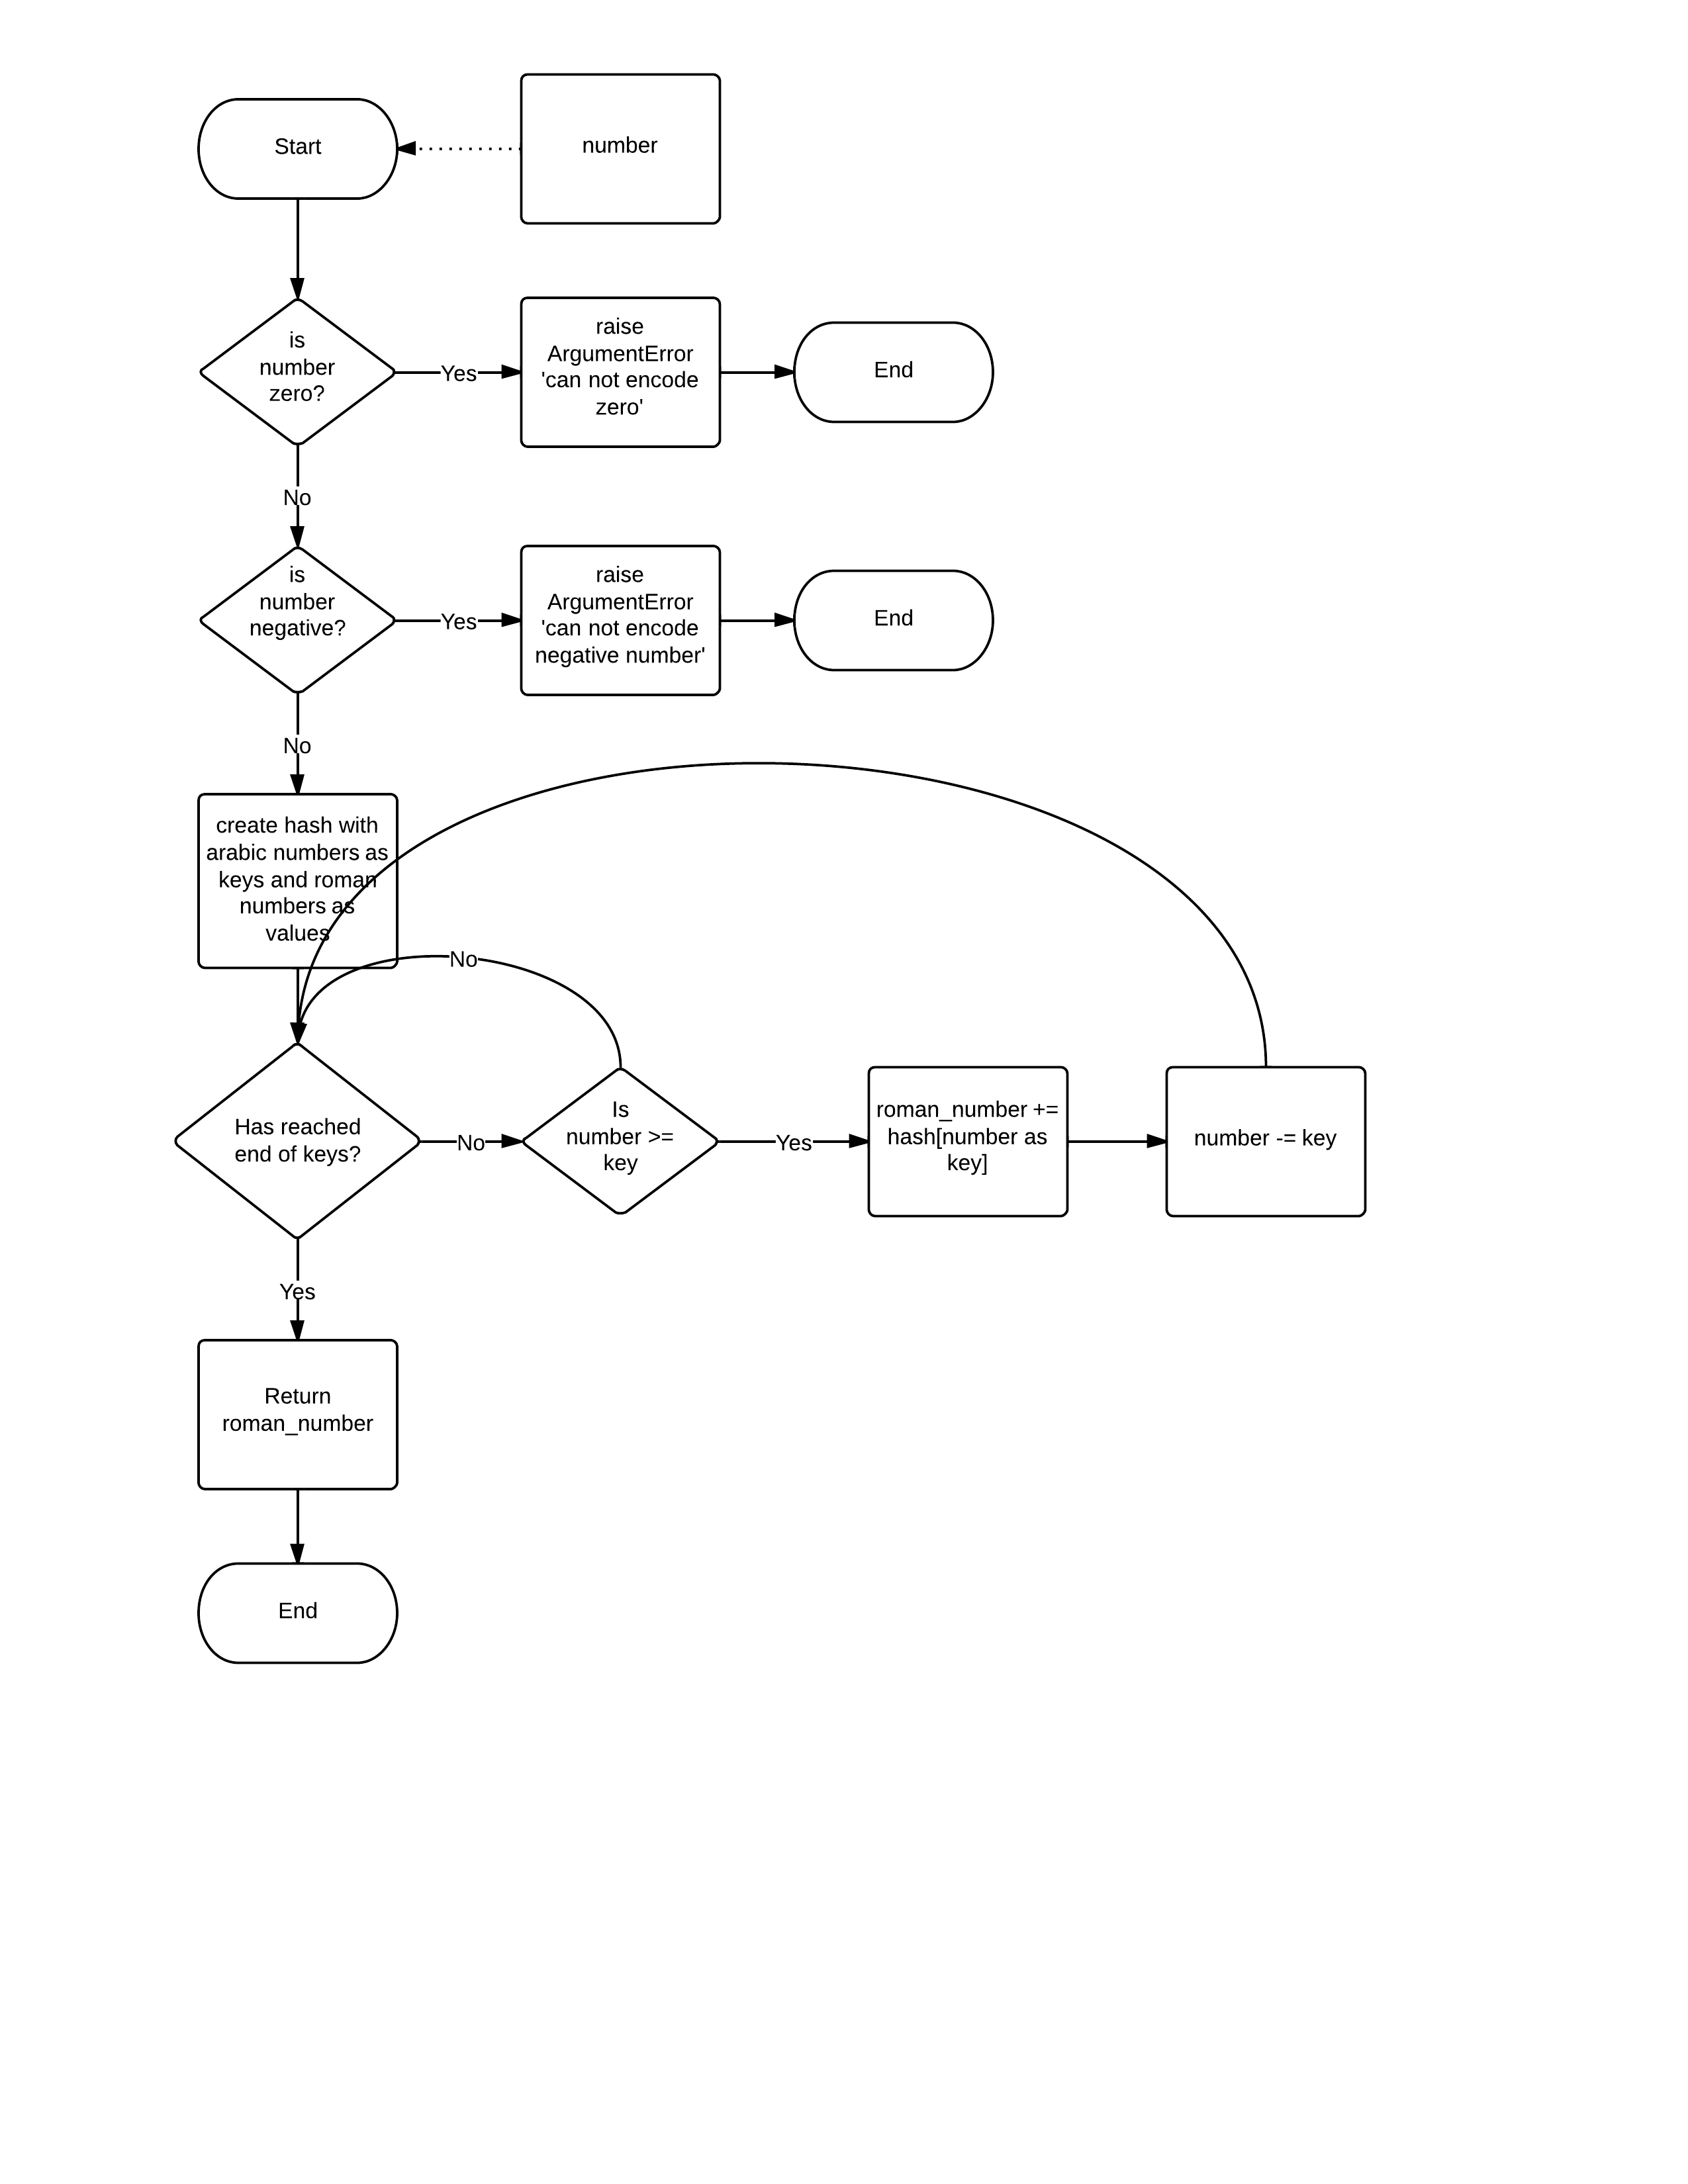 Start
number
is
number
zero?
Yes
raise
ArgumentError
'can not encode
zero'
End
No
is
number
negative?
Yes
raise
ArgumentError
'can not encode
negative number'
End
No
create hash with
arabic numbers as
keys and roman
numbers as
values
No
Has reached
end of keys?
No
Is
number >=
key
Yes
roman_number +=
hash[number as
key]
number -= key
Yes
Return
roman_number
End